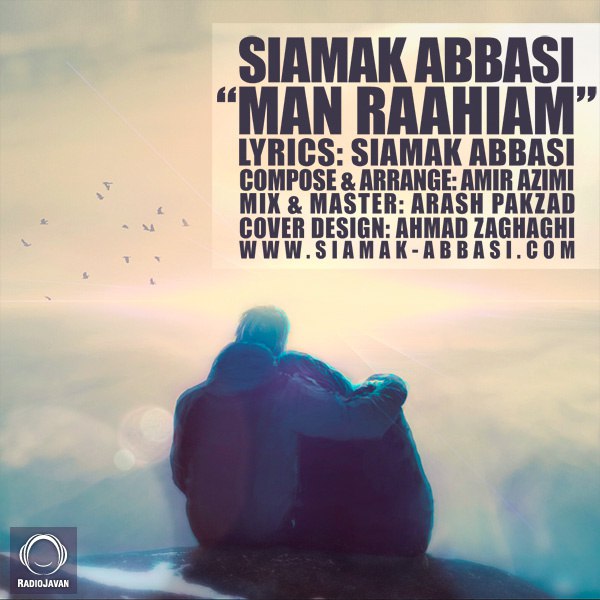 SIAMAK ABBASI
“MAN RAAHIAM”
LYRICS: SIAMAK ABBASI
COMPOSE & ARRANGE: AMIR AZIMI
MIX & MASTER: ARASH PAKZAD
COVER DESIGN: AHMAD ZAGHAGHI
WWW.SIAMAK-ABBASI.COM
RADIOJAVAN